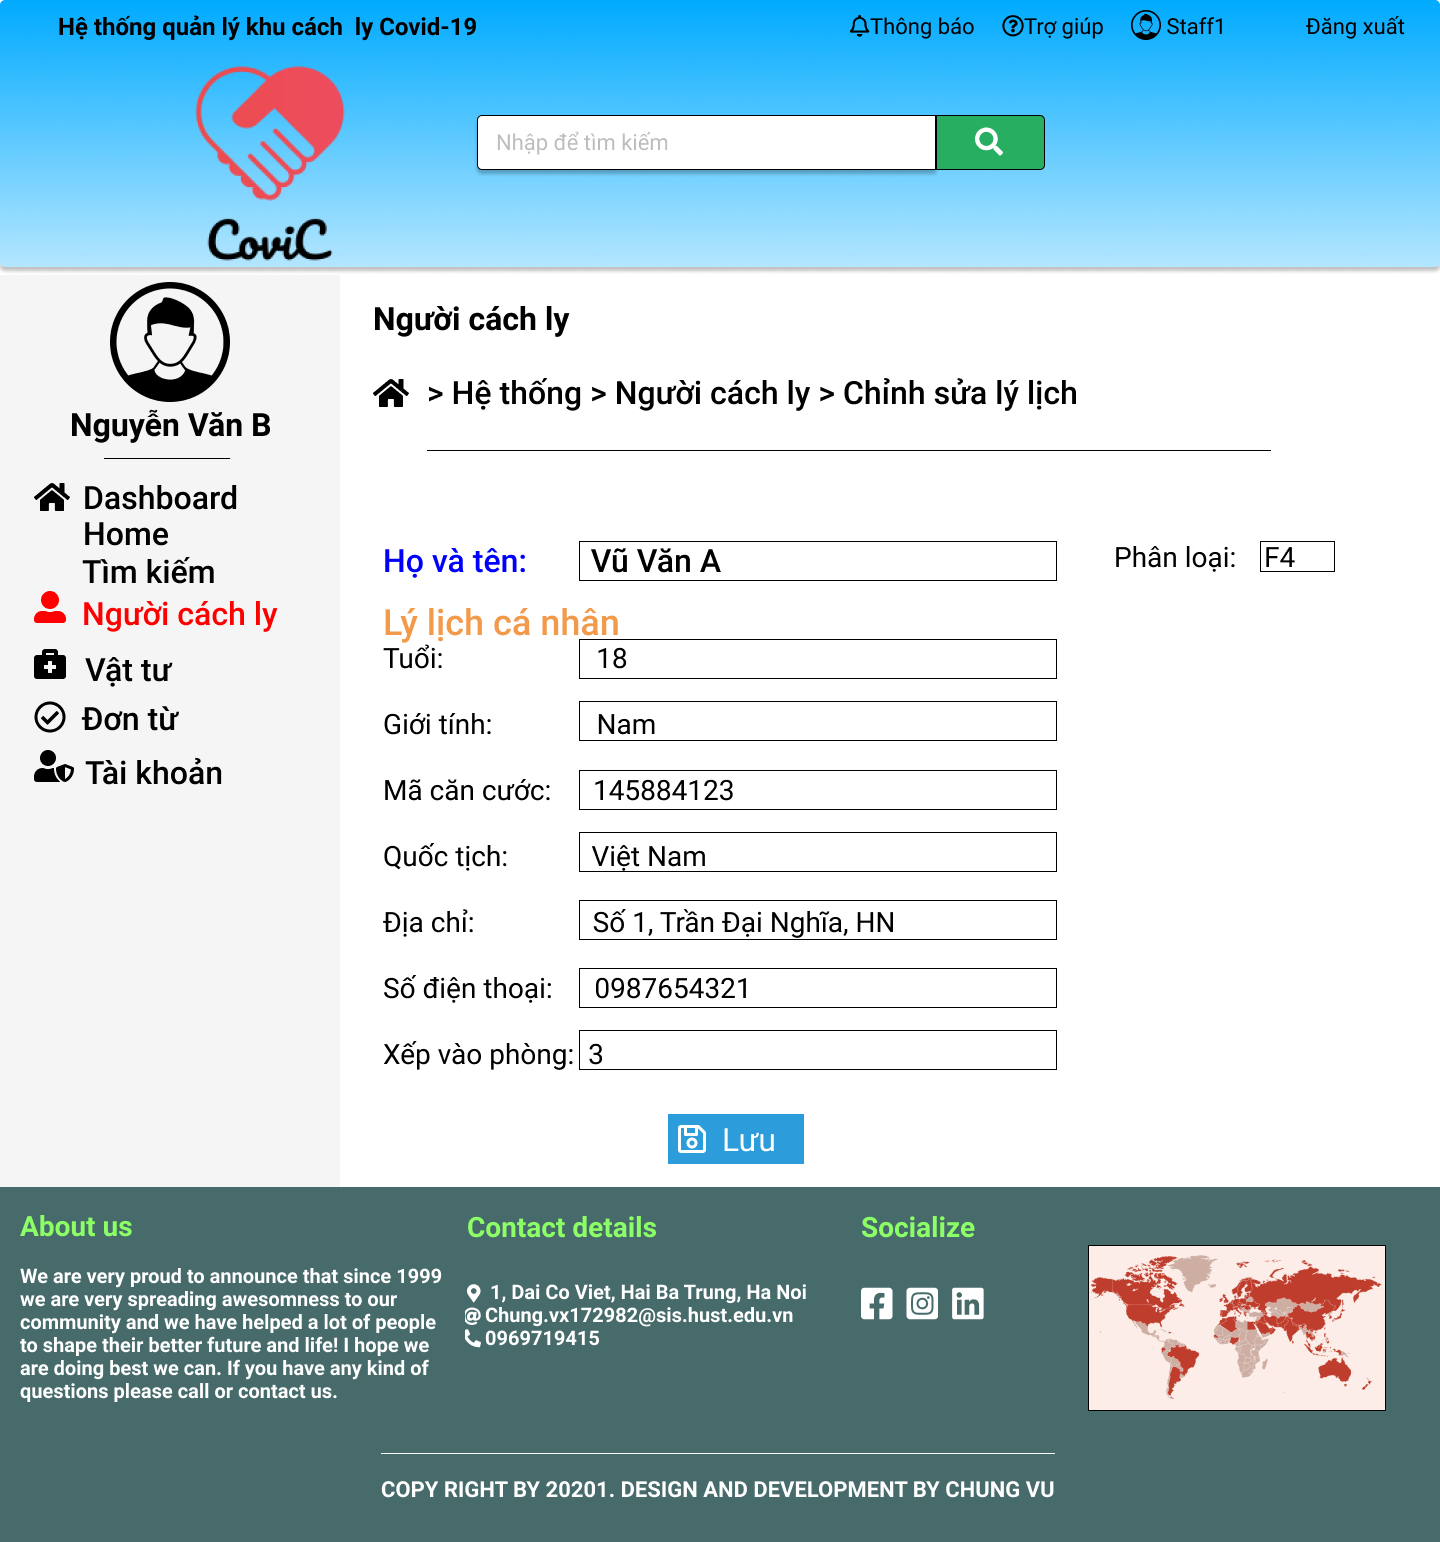 Hệ thống quản lý khu cách  ly Covid-19
Thông báo
Trợ giúp
Staff1
Đăng xuất
CoviC
Nhập để tìm kiếm
Nguyễn Văn B
Dashboard
Home
Tìm kiếm
Người cách ly
Vật tư
Đơn từ
Tài khoản
Người cách ly
> Hệ thống > Người cách ly > Chỉnh sửa lý lịch
Họ và tên: Vũ Văn A
Phân loại: F4
Lý lịch cá nhân
Tuổi: 18
Giới tính: Nam
Mã căn cước: 145884123
Quốc tịch: Việt Nam
Địa chỉ: Số 1, Trần Đại Nghĩa, HN
Số điện thoại: 0987654321
Xếp vào phòng: 3
Lưu
About us
We are very proud to announce that since 1999
we are very spreading awesomness to our
community and we have helped a lot of people
to shape their better future and life! I hope we
are doing best we can. If you have any kind of
questions please call or contact us.
Contact details
1, Dai Co Viet, Hai Ba Trung, Ha Noi
Chung.vx172982@sis.hust.edu.vn
0969719415
Socialize
COPY RIGHT BY 20201. DESIGN AND DEVELOPMENT BY CHUNG VU